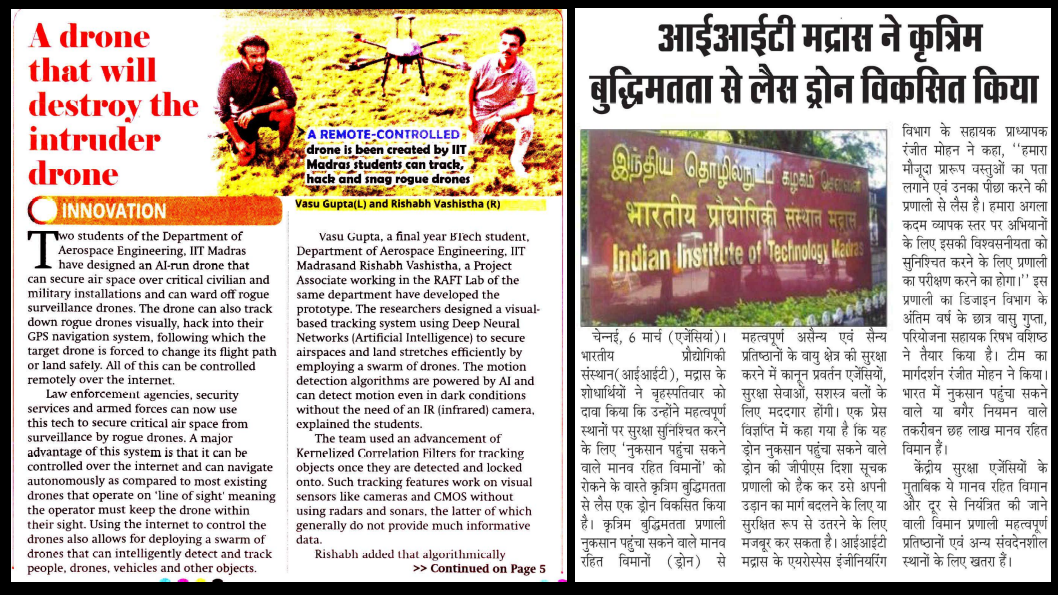 A drone
that will
destroy the
intruder
drone
A REMOTE-CONTROLLED
drone is been created by IIT
Madras students can track,
hack and snag rogue drones
INNOVATION
Vasu Gupta(L) and Rishabh Vashistha (R)
Two students of the Department of
Aerospace Engineering, IIT Madras
have designed an AI-run drone that
can secure air space over critical civilian and
military installations and can ward off rogue
surveillance drones. The drone can also track
down rogue drones visually, hack into their
GPS navigation system, following which the
target drone is forced to change its flight path
or land safely. All of this can be controlled
remotely over the internet.
Law enforcement agencies, security
services and armed forces can now use
this tech to secure critical air space from
surveillance by rogue drones. A major
advantage of this system is that it can be
controlled over the internet and can navigate
autonomously as compared to most existing
drones that operate on 'line of sight' meaning
the operator must keep the drone within
their sight. Using the internet to control the
drones also allows for deploying a swarm of
drones that can intelligently detect and track
people, drones, vehicles and other objects.
Vasu Gupta, a final year BTech student,
Department of Aerospace Engineering, IIT
Madrasand Rishabh Vashistha, a Project
Associate working in the RAFT Lab of the
same department have developed the
prototype. The researchers designed a visual-
based tracking system using Deep Neural
Networks (Artificial Intelligence) to secure
airspaces and land stretches efficiently by
employing a swarm of drones. The motion
detection algorithms are powered by AI and
can detect motion even in dark conditions
without the need of an IR (infrared) camera,
explained the students.
The team used an advancement of
Kernelized Correlation Filters for tracking
objects once they are detected and locked
onto. Such tracking features work on visual
sensors like cameras and CMOS without
using radars and sonars, the latter of which
generally do not provide much informative
data.
Rishabh added that algorithmically
>> Continued on Page 5
आईआईटी मद्रास ने कृत्रिम
बुद्धिमतता से लैस ड्रोन विकसित किया
இந்திய தொழில்நுட்ப கழகம் சென்னை
भारतीय प्रौद्योगिकी संस्थान मद्रास
Indian Institute of Technology Madras
चेन्नई, 6 मार्च (एजेंसियां)।
भारतीय प्रौद्योगिकी
संस्थान(आईआईटी), मद्रास के
शोधार्थियों ने बृहस्पतिवार को
दावा किया कि उन्होंने महत्वपूर्ण
स्थानों पर सुरक्षा सुनिश्चित करने
के लिए 'नुकसान पहुंचा सकने
वाले मानव रहित विमानों' को
रोकने के वास्ते कृत्रिम बुद्धिमतता
से लैस एक ड्रोन विकसित किया
है। कृत्रिम बुद्धिमतता प्रणाली
नुकसान पहुंचा सकने वाले मानव
रहित विमानों (ड्रोन) से
महत्वपूर्ण असैन्य एवं सैन्य
प्रतिष्ठानों के वायु क्षेत्र की सुरक्षा
करने में कानून प्रवर्तन एजेंसियों,
सुरक्षा सेवाओं, सशस्त्र बलों के
लिए मददगार होंगी। एक प्रेस
विज्ञप्ति में कहा गया है कि यह
ड्रोन नुकसान पहुंचा सकने वाले
ड्रोन की जीपीएस दिशा सूचक
प्रणाली को हैक कर उसे अपनी
उड़ान का मार्ग बदलने के लिए या
सुरक्षित रूप से उतरने के लिए
मजबूर कर सकता है। आईआईटी
मद्रास के एयरोस्पेस इंजीनियरिंग
विभाग के सहायक प्राध्यापक
रंजीत मोहन ने कहा, ''हमारा
मौजूदा प्रारूप वस्तुओं का पता
लगाने एवं उनका पीछा करने की
प्रणाली से लैस है। हमारा अगला
कदम व्यापक स्तर पर अभियानों
के लिए इसकी विश्वसनीयता को
सुनिश्चित करने के लिए प्रणाली
का परीक्षण करने का होगा।'' इस
प्रणाली का डिजाइन विभाग के
अंतिम वर्ष के छात्र वासु गुप्ता,
परियोजना सहायक रिषभ वशिष्ठ
ने तैयार किया है। टीम का
मार्गदर्शन रंजीत मोहन ने किया।
भारत में नुकसान पहुंचा सकने
वाले या बगैर नियमन वाले
तकरीबन छह लाख मानव रहित
विमान हैं।
केंद्रीय सुरक्षा एजेंसियों के
मुताबिक ये मानव रहित विमान
और दूर से नियंत्रित की जाने
वाली विमान प्रणाली महत्वपूर्ण
प्रतिष्ठानों एवं अन्य संवदेनशील
स्थानों के लिए खतरा हैं।